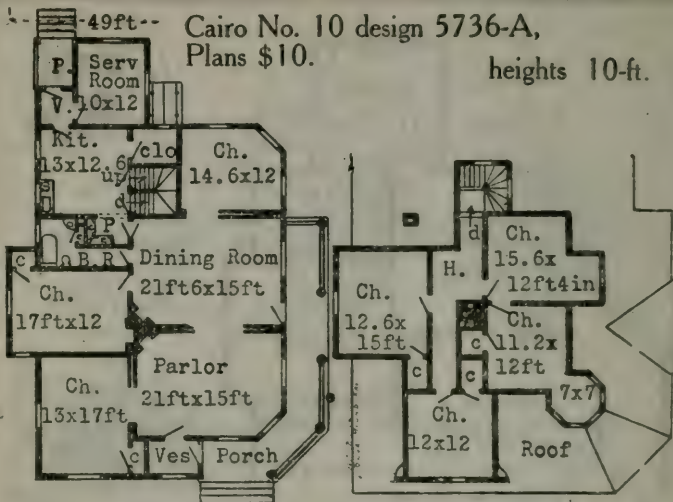 --49ft--
Cairo No. 10 design 5736-A,
Plans $10.
heights 10-ft.
P.
Serv
Room
10x12
V.
Kit.
13x12.6
up
d
clo
Ch.
14.6x12
P
c
B R
c
Dining Room
21ft6x15ft
Ch.
17ftx12
Parlor
21ftx15ft
Ch.
13x17ft
c
Ves
Porch
d
H.
Ch.
15.6x
12ft4in
Ch.
12.6x
15ft
c
Ch.
11.2x
12ft
c
c
7x7
Ch.
12x12
Roof